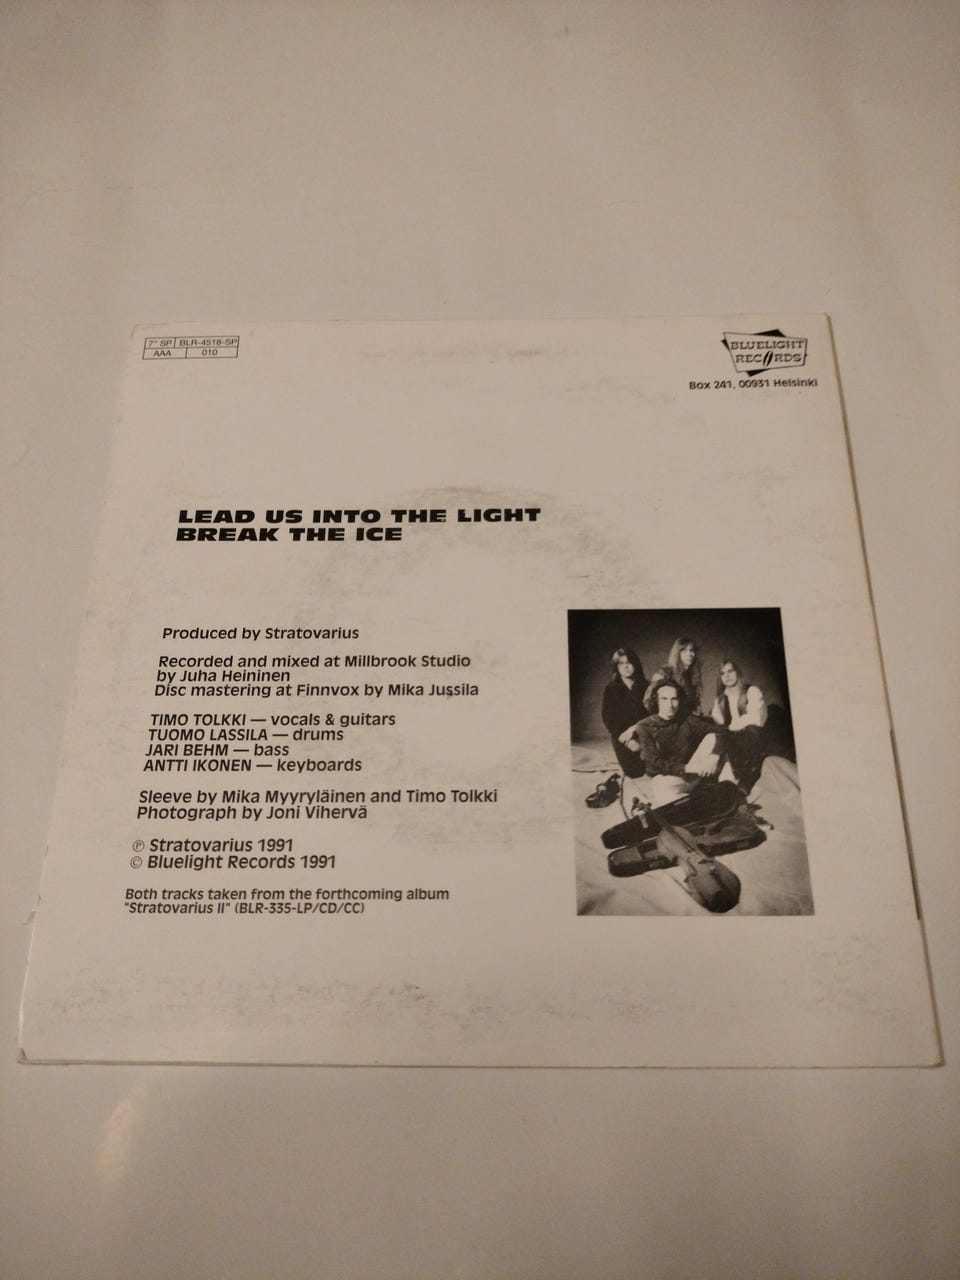 7" SP BLR-4518-SP
AAA 010
BLUELIGHT
RECORDS
Box 241, 00931 Helsinki
LEAD US INTO THE LIGHT
BREAK THE ICE
Produced by Stratovarius
Recorded and mixed at Millbrook Studio
by Juha Heininen
Disc mastering at Finnvox by Mika Jussila
TIMO TOLKKI — vocals & guitars
TUOMO LASSILA — drums
JARI BEHM — bass
ANTTI IKONEN — keyboards
Sleeve by Mika Myyryläinen and Timo Tolkki
Photograph by Joni Vihervä
℗ Stratovarius 1991
© Bluelight Records 1991
Both tracks taken from the forthcoming album
"Stratovarius II" (BLR-335-LP/CD/CC)